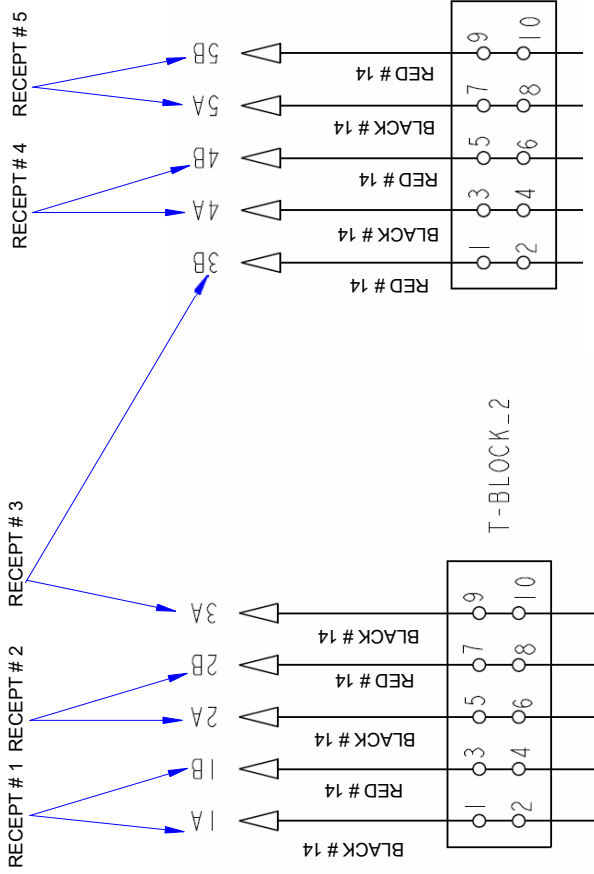 RECEPT # 1
RECEPT # 2
RECEPT # 3
RECEPT # 4
RECEPT # 5
1A
1B
2A
2B
3A
3B
4A
4B
5A
5B
BLACK # 14
RED # 14
BLACK # 14
RED # 14
BLACK # 14
RED # 14
BLACK # 14
RED # 14
BLACK # 14
RED # 14
1
3
5
7
9
2
4
6
8
10
T-BLOCK_2
1
3
5
7
9
2
4
6
8
10